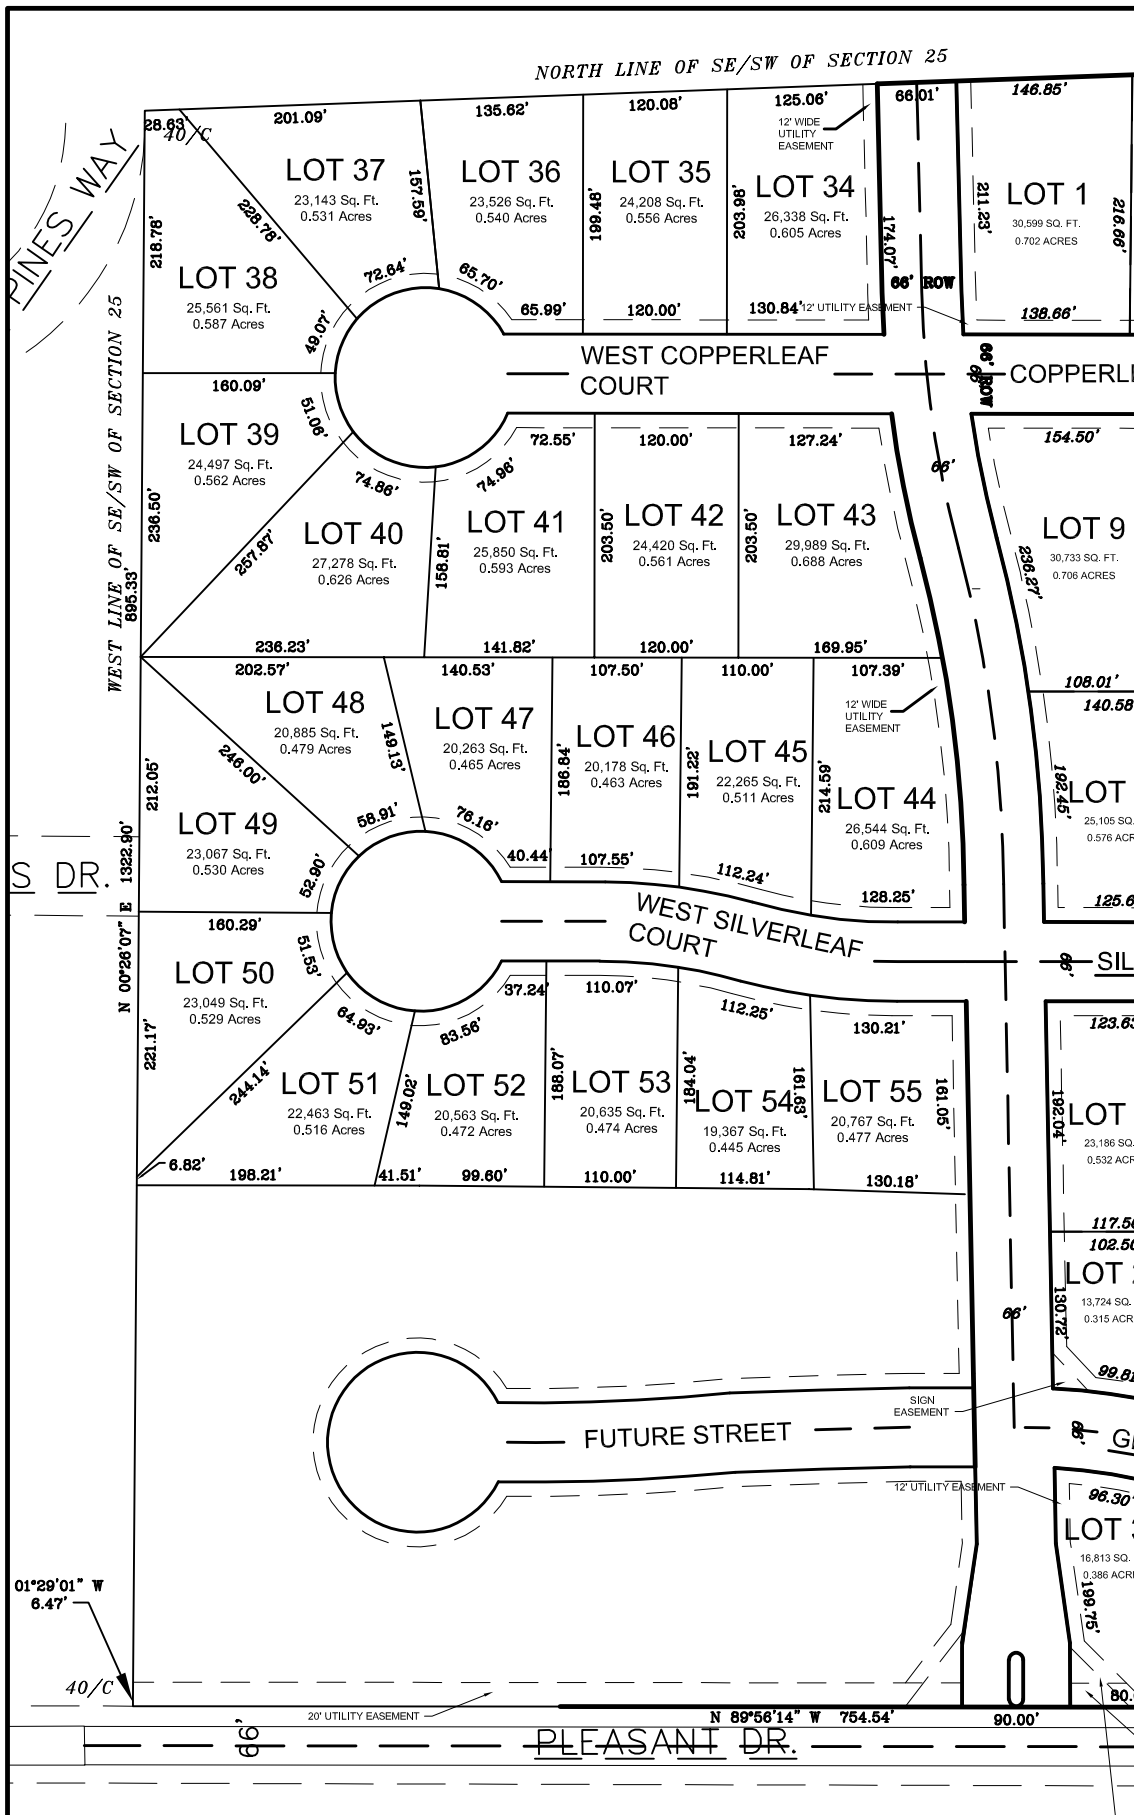 NORTH LINE OF SE/SW OF SECTION 25
28.63'
40/C
201.09'
135.62'
120.08'
125.06'
66.01'
146.85'
12' WIDE
UTILITY
EASEMENT
PINES WAY
LOT 37
23,143 Sq. Ft.
0.531 Acres
157.59'
LOT 36
23,526 Sq. Ft.
0.540 Acres
199.48'
LOT 35
24,208 Sq. Ft.
0.556 Acres
203.98'
LOT 34
26,338 Sq. Ft.
0.605 Acres
174.07'
211.23'
LOT 1
30,599 SQ. FT.
0.702 ACRES
216.66'
218.78'
228.78'
LOT 38
25,561 Sq. Ft.
0.587 Acres
72.64'
65.70'
49.07'
65.99'
120.00'
130.84'
12' UTILITY EASEMENT
66' ROW
138.66'
WEST COPPERLEAF
COURT
66' ROW
66'
COPPERLE
WEST LINE OF SE/SW OF SECTION 25
895.33'
160.09'
51.06'
LOT 39
24,497 Sq. Ft.
0.562 Acres
236.50'
257.87'
74.86'
74.96'
72.55'
120.00'
127.24'
66'
154.50'
LOT 40
27,278 Sq. Ft.
0.626 Acres
158.81'
LOT 41
25,850 Sq. Ft.
0.593 Acres
203.50'
LOT 42
24,420 Sq. Ft.
0.561 Acres
203.50'
LOT 43
29,989 Sq. Ft.
0.688 Acres
236.27'
LOT 9
30,733 SQ. FT.
0.706 ACRES
236.23'
141.82'
120.00'
169.95'
202.57'
140.53'
107.50'
110.00'
107.39'
108.01'
140.58'
12' WIDE
UTILITY
EASEMENT
LOT 48
20,885 Sq. Ft.
0.479 Acres
149.13'
LOT 47
20,263 Sq. Ft.
0.465 Acres
186.84'
LOT 46
20,178 Sq. Ft.
0.463 Acres
191.22'
LOT 45
22,265 Sq. Ft.
0.511 Acres
214.59'
LOT 44
26,544 Sq. Ft.
0.609 Acres
192.45'
LOT
25,105 SQ.
0.576 ACR
212.05'
246.00'
LOT 49
23,067 Sq. Ft.
0.530 Acres
58.91'
76.16'
52.90'
40.44'
107.55'
112.24'
128.25'
125.6
S DR.
N 00°26'07" E 1322.90'
WEST SILVERLEAF
COURT
66'
SIL
160.29'
51.53'
LOT 50
23,049 Sq. Ft.
0.529 Acres
221.17'
244.14'
64.93'
83.56'
37.24'
110.07'
112.25'
130.21'
123.63
LOT 51
22,463 Sq. Ft.
0.516 Acres
149.02'
LOT 52
20,563 Sq. Ft.
0.472 Acres
188.07'
LOT 53
20,635 Sq. Ft.
0.474 Acres
184.04'
LOT 54
19,367 Sq. Ft.
0.445 Acres
161.63'
LOT 55
20,767 Sq. Ft.
0.477 Acres
161.05'
192.04'
LOT
23,186 SQ.
0.532 ACR
6.82'
198.21'
41.51'
99.60'
110.00'
114.81'
130.18'
117.50
102.50
LOT
13,724 SQ.
0.315 ACR
130.72'
66'
99.81
SIGN
EASEMENT
FUTURE STREET
66'
12' UTILITY EASEMENT
96.30'
LOT 3
16,813 SQ.
0.386 ACR
199.75'
01°29'01" W
6.47'
40/C
20' UTILITY EASEMENT
N 89°56'14" W 754.54'
90.00'
80.
66'
PLEASANT DR.